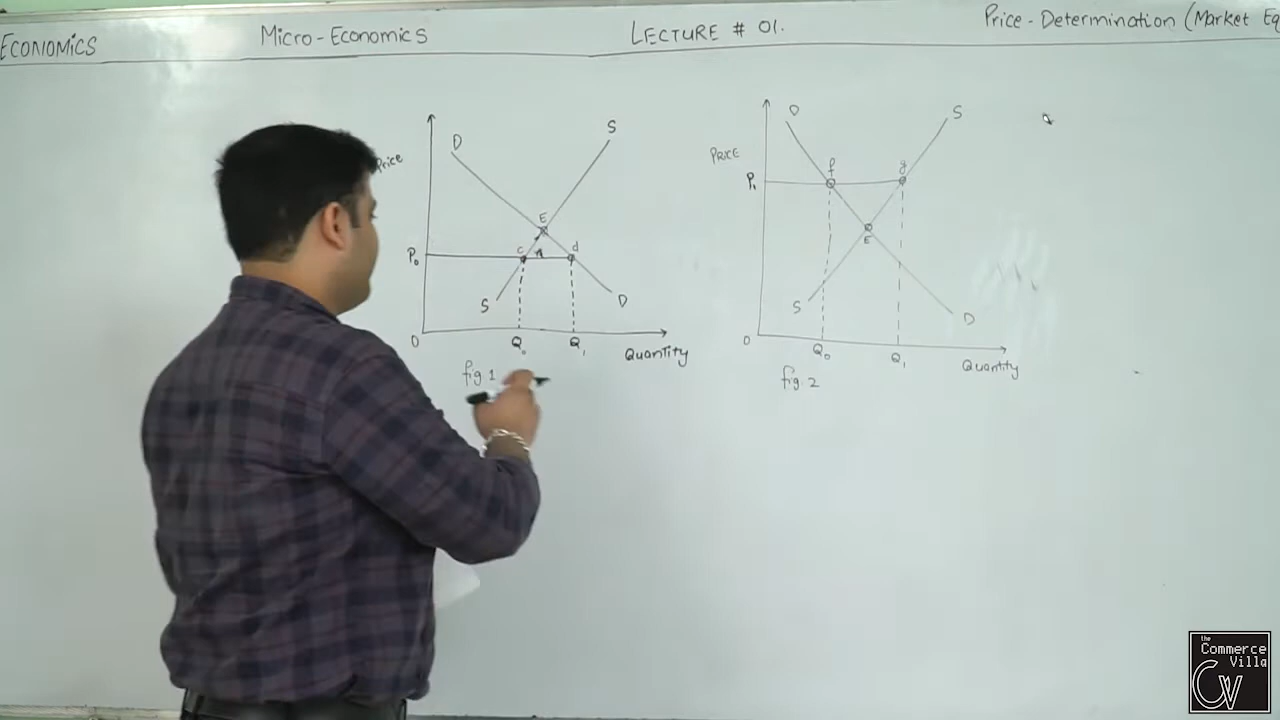 ECONOMICS
Micro-Economics
LECTURE # 01.
Price-Determination (Market Eq
Price
D
S
E
P₀
c
d
S
D
0
Q₀
Q₁
Quantity
fig 1
D
S
PRICE
f
g
P₁
E
S
D
0
Q₀
Q₁
Quantity
fig. 2
the
Commerce
Villa
CV